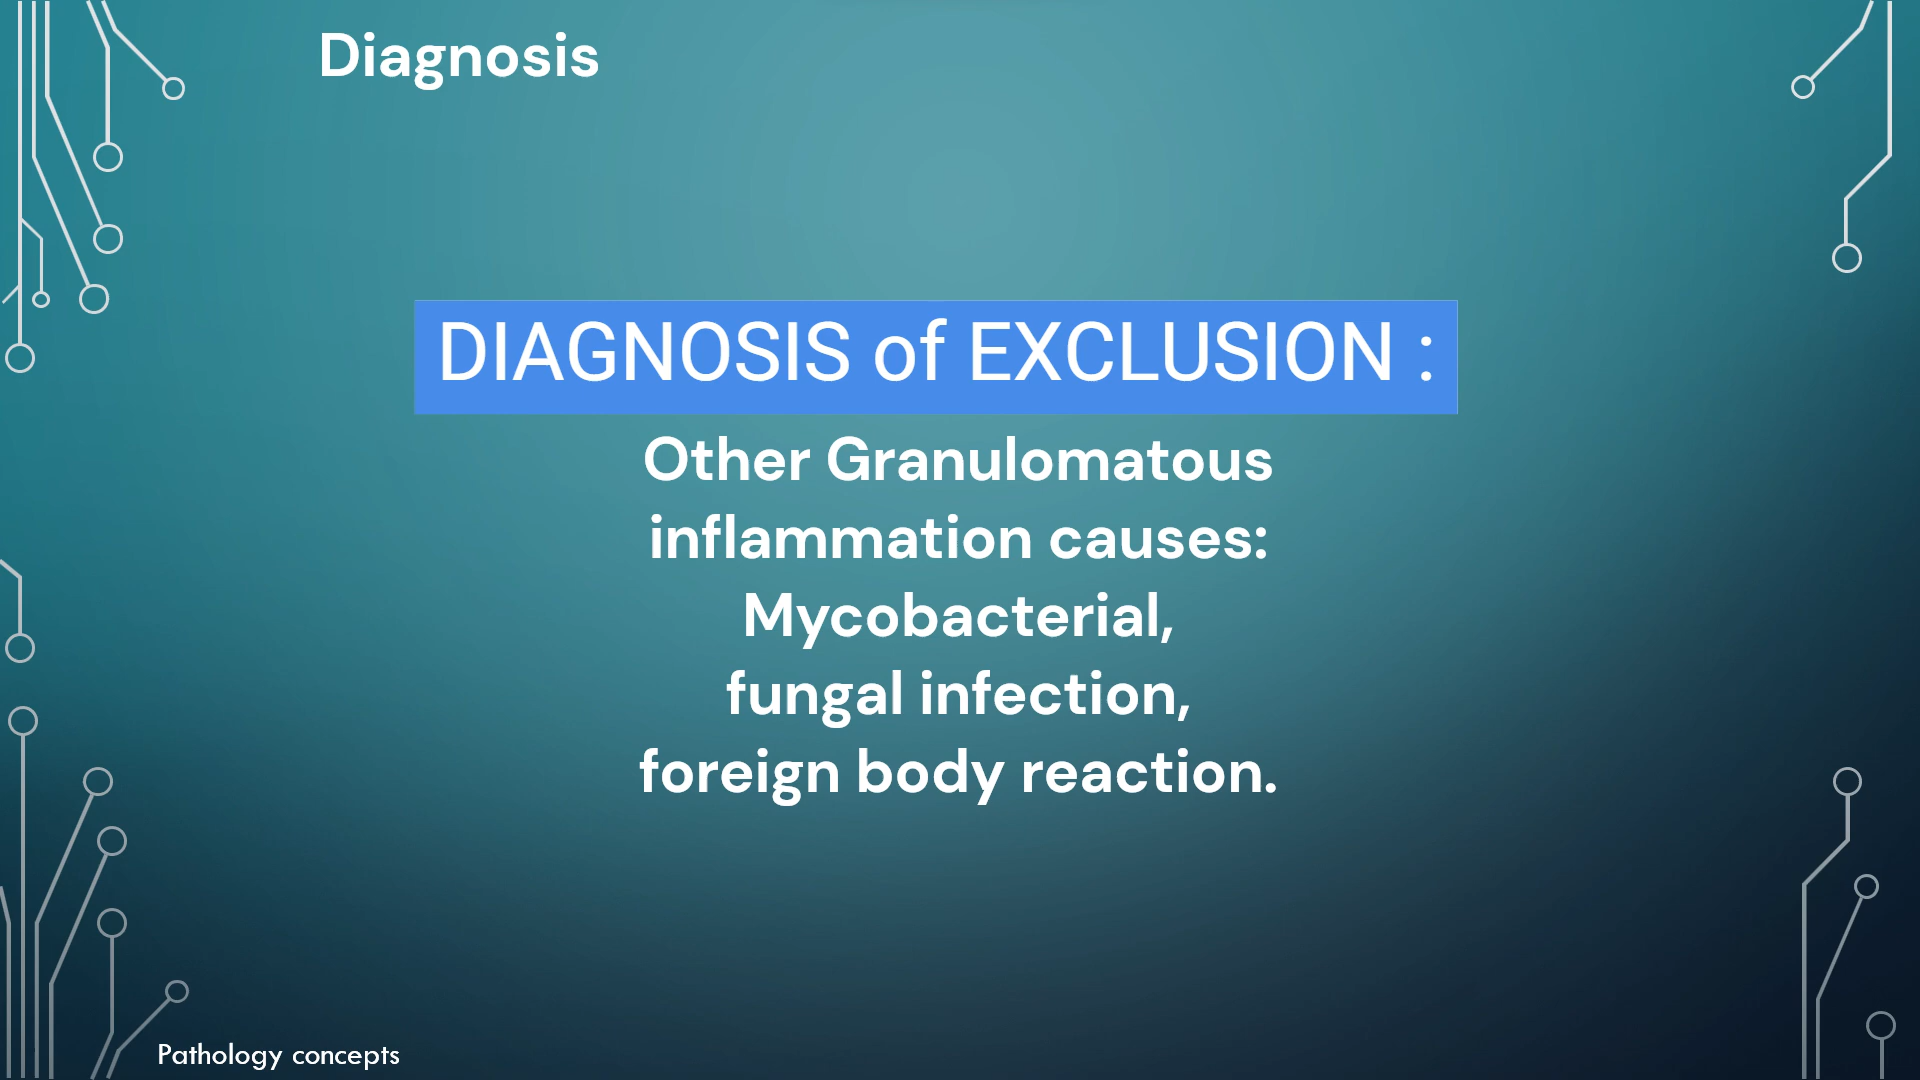 Diagnosis
DIAGNOSIS of EXCLUSION :
Other Granulomatous
inflammation causes:
Mycobacterial,
fungal infection,
foreign body reaction.
Pathology concepts